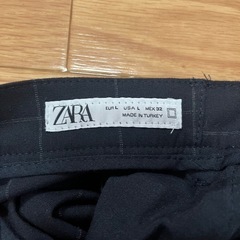 ZARA
EUR L USA L MEX 32
MADE IN TURKEY